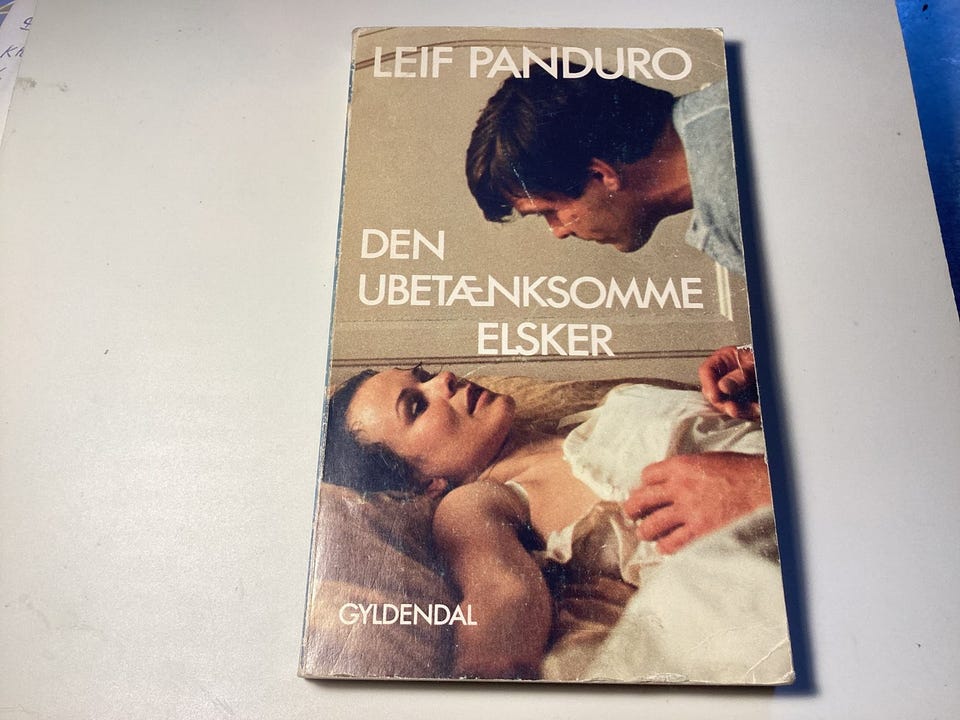 LEIF PANDURO
DEN
UBETÆNKSOMME
ELSKER
GYLDENDAL